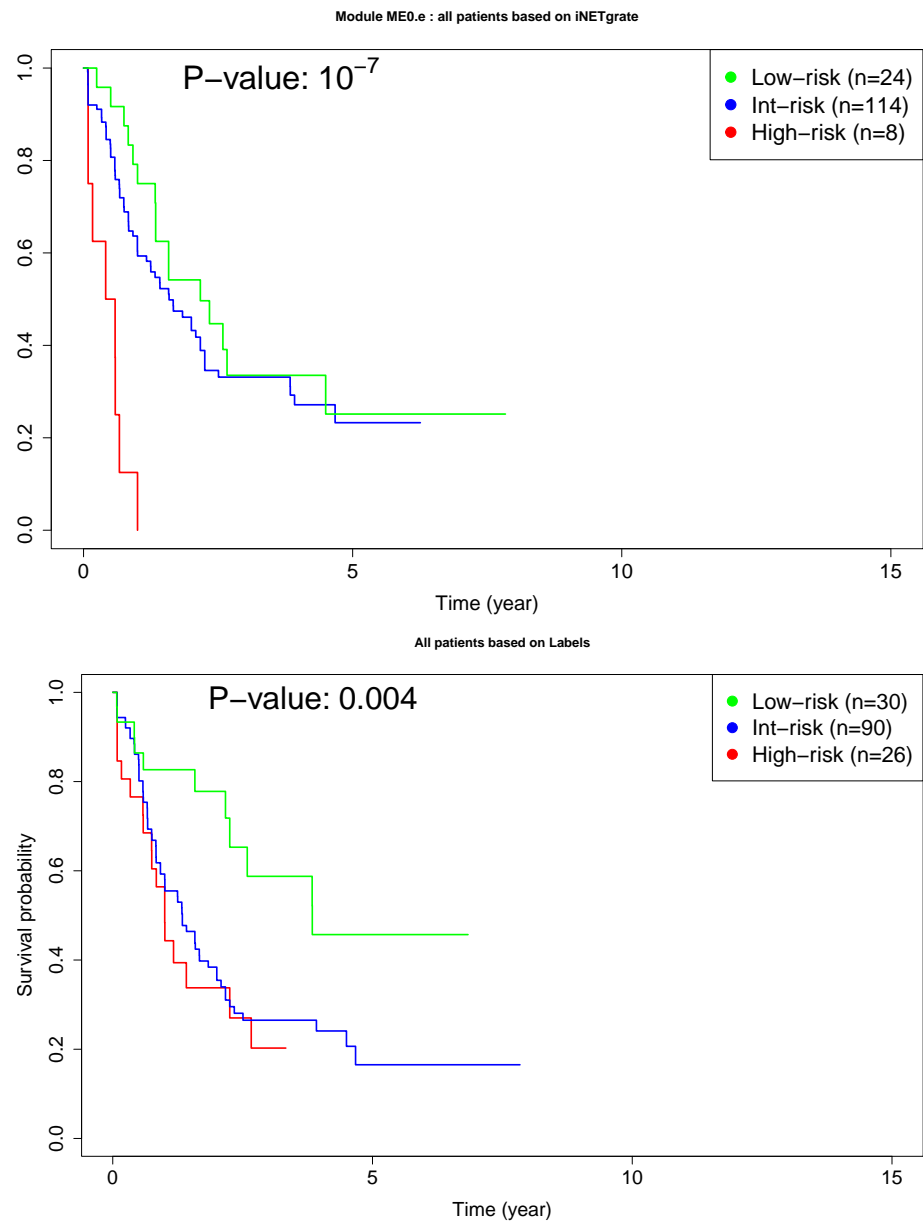 Module ME0.e : all patients based on iNETgrate
P−value: 10⁻⁷
Low−risk (n=24)
Int−risk (n=114)
High−risk (n=8)
1.0
0.8
0.6
0.4
0.2
0.0
0 5 10 15
Time (year)
All patients based on Labels
P−value: 0.004
Low−risk (n=30)
Int−risk (n=90)
High−risk (n=26)
Survival probability
1.0
0.8
0.6
0.4
0.2
0.0
0 5 10 15
Time (year)